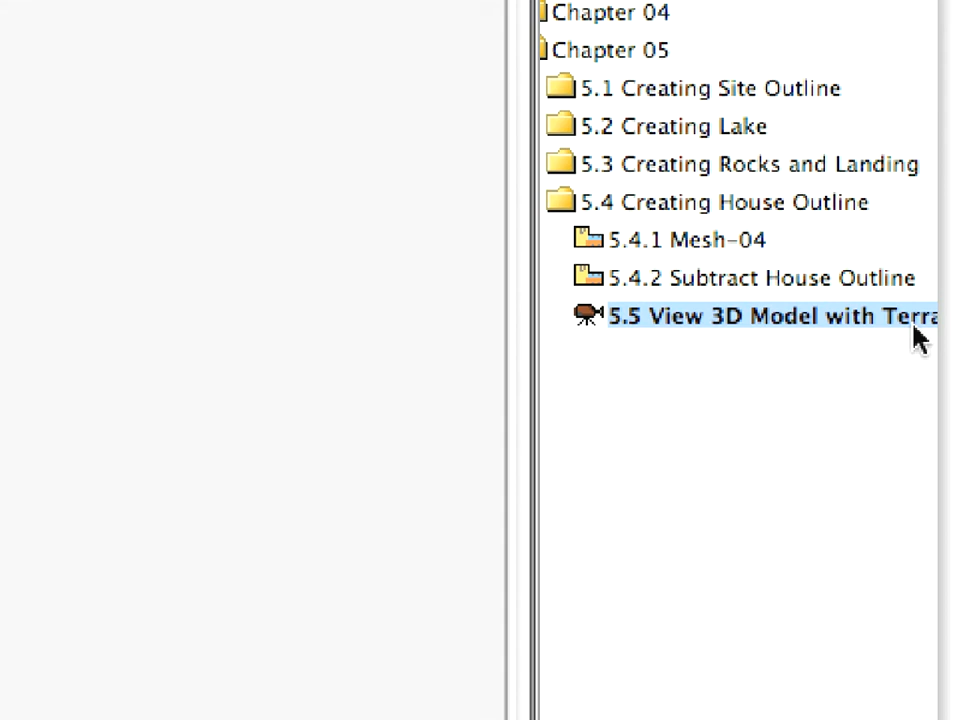 Chapter 04
Chapter 05
5.1 Creating Site Outline
5.2 Creating Lake
5.3 Creating Rocks and Landing
5.4 Creating House Outline
5.4.1 Mesh-04
5.4.2 Subtract House Outline
5.5 View 3D Model with Terra